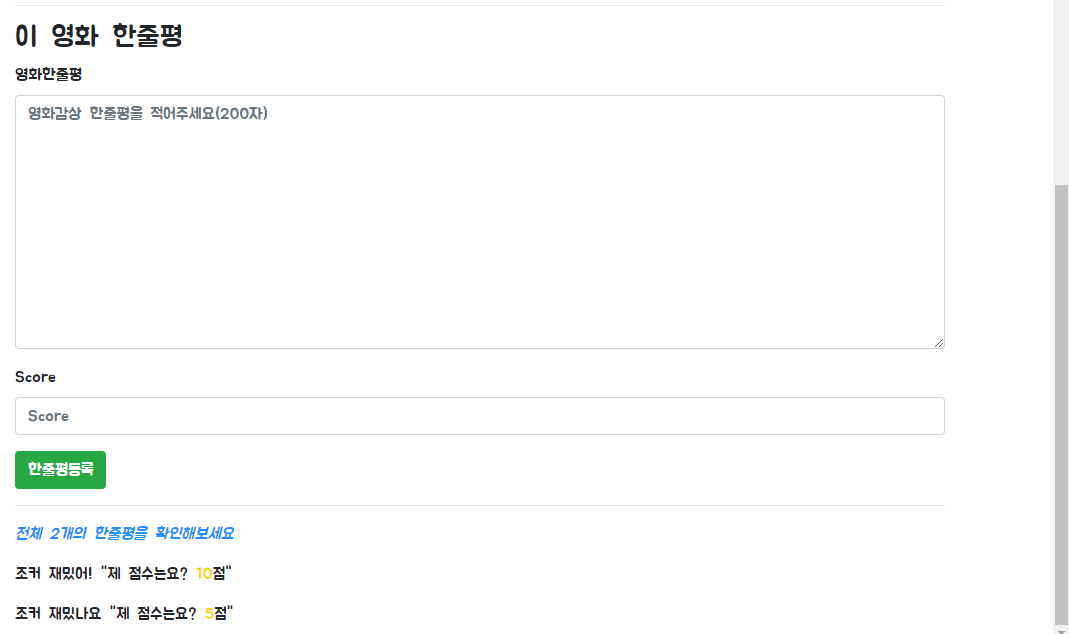 이 영화 한줄평
영화한줄평
영화감상 한줄평을 적어주세요(200자)
Score
Score
한줄평등록
전체 2개의 한줄평을 확인해보세요
조커 재밌어! "제 점수는요? 10점"
조커 재밌나요 "제 점수는요? 5점"